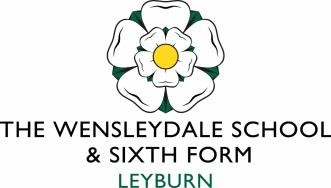 THE WENSLEYDALE SCHOOL
& SIXTH FORM
LEYBURN